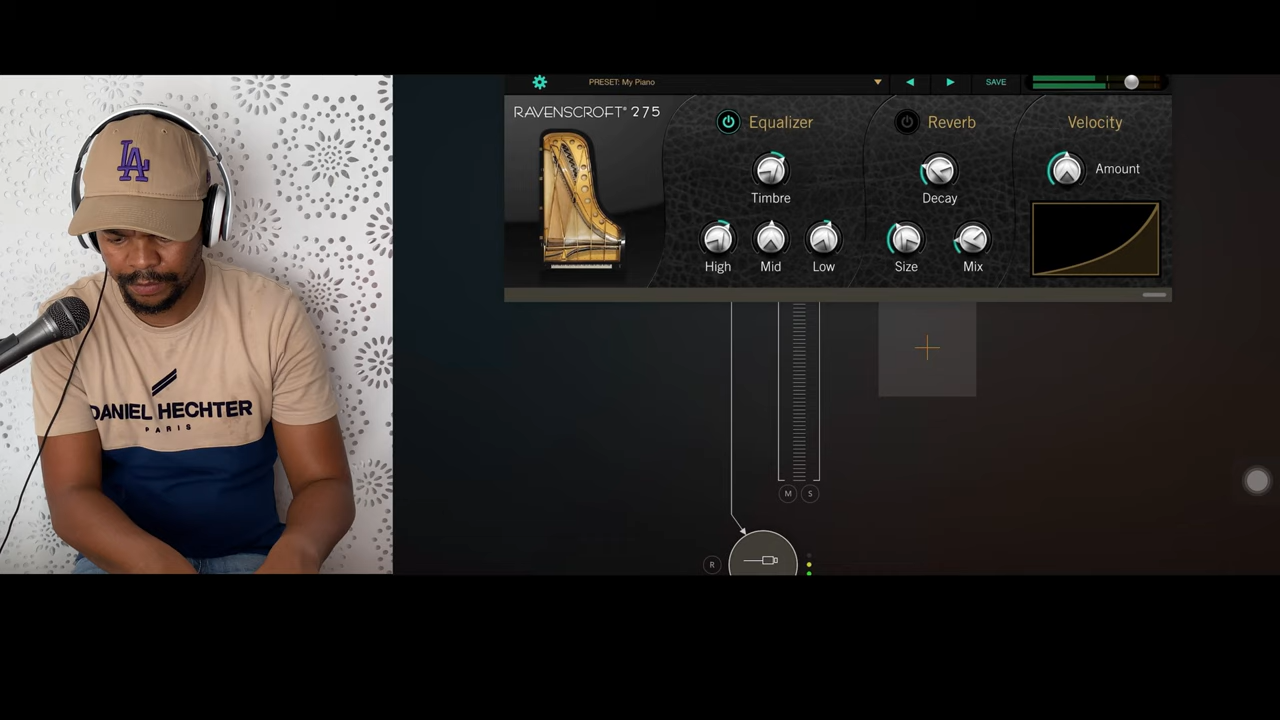 LA
DANIEL HECHTER
PARIS
PRESET: My Piano
SAVE
RAVENSCROFT® 275
Equalizer
Reverb
Velocity
Timbre
Decay
Amount
High
Mid
Low
Size
Mix
M S
R